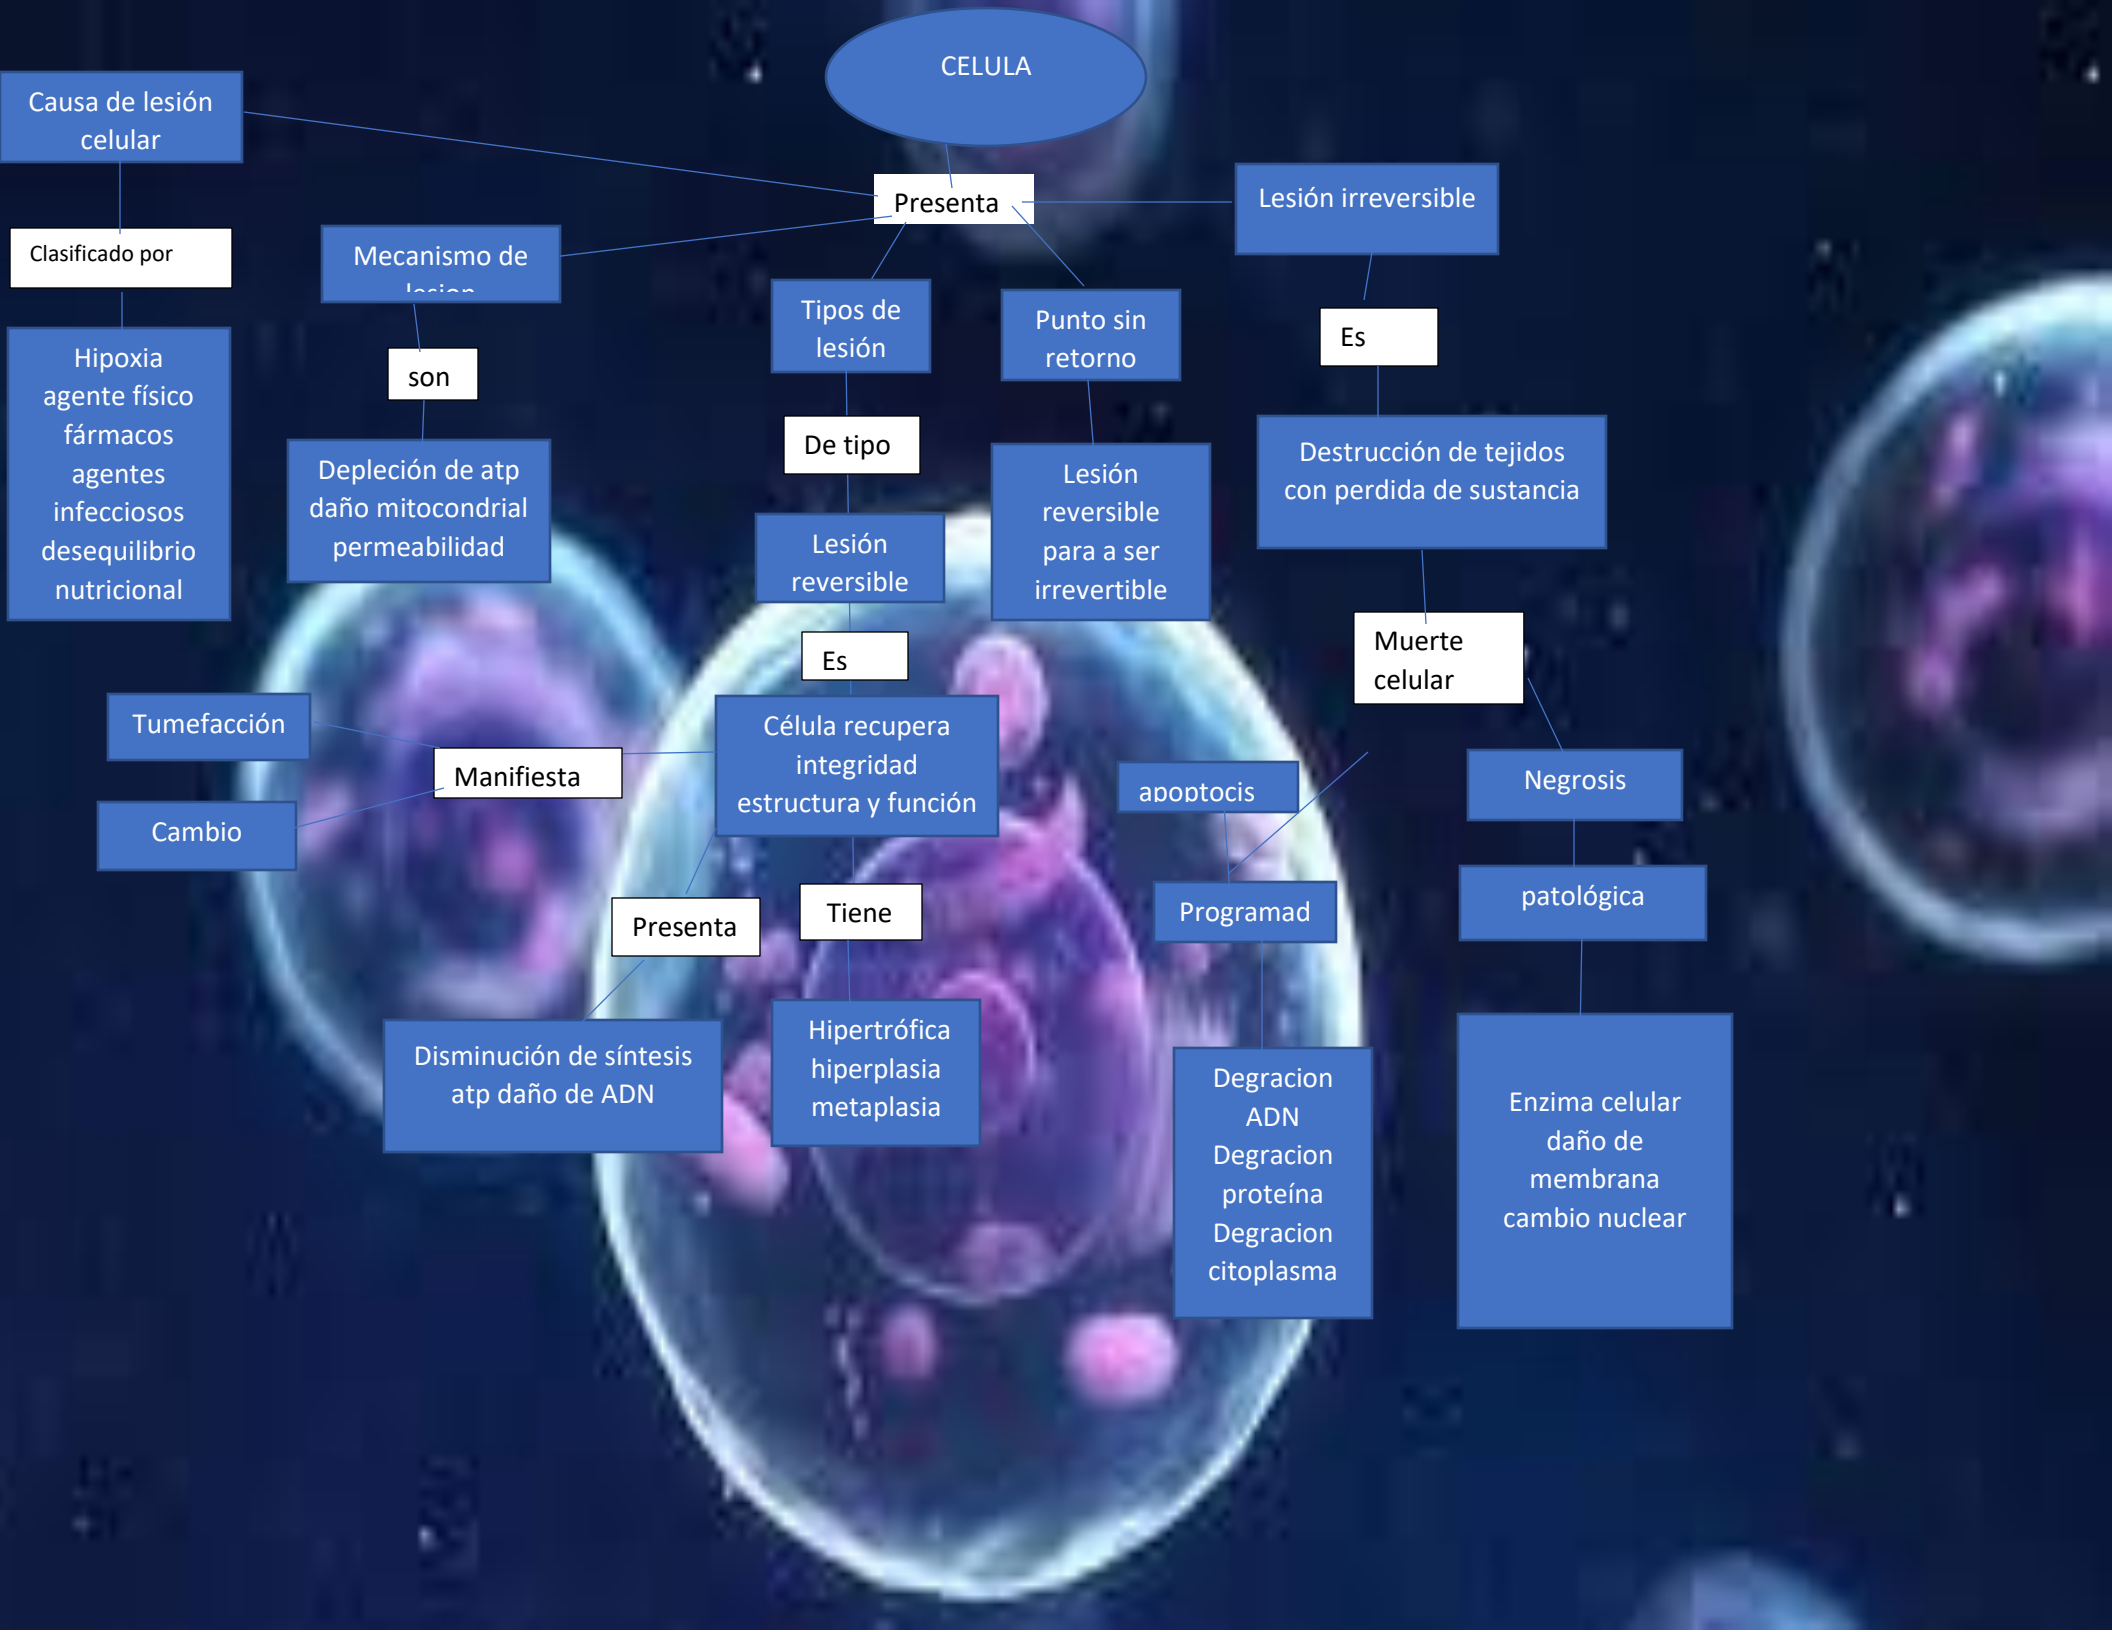 CELULA
Presenta
Causa de lesión
celular
Clasificado por
Hipoxia
agente físico
fármacos
agentes
infecciosos
desequilibrio
nutricional
Mecanismo de
lesion
son
Depleción de atp
daño mitocondrial
permeabilidad
Tipos de
lesión
De tipo
Lesión
reversible
Es
Célula recupera
integridad
estructura y función
Manifiesta
Tumefacción
Cambio
Presenta
Disminución de síntesis
atp daño de ADN
Tiene
Hipertrófica
hiperplasia
metaplasia
Punto sin
retorno
Lesión
reversible
para a ser
irrevertible
Lesión irreversible
Es
Destrucción de tejidos
con perdida de sustancia
Muerte
celular
apoptocis
Programad
Degracion
ADN
Degracion
proteína
Degracion
citoplasma
Negrosis
patológica
Enzima celular
daño de
membrana
cambio nuclear